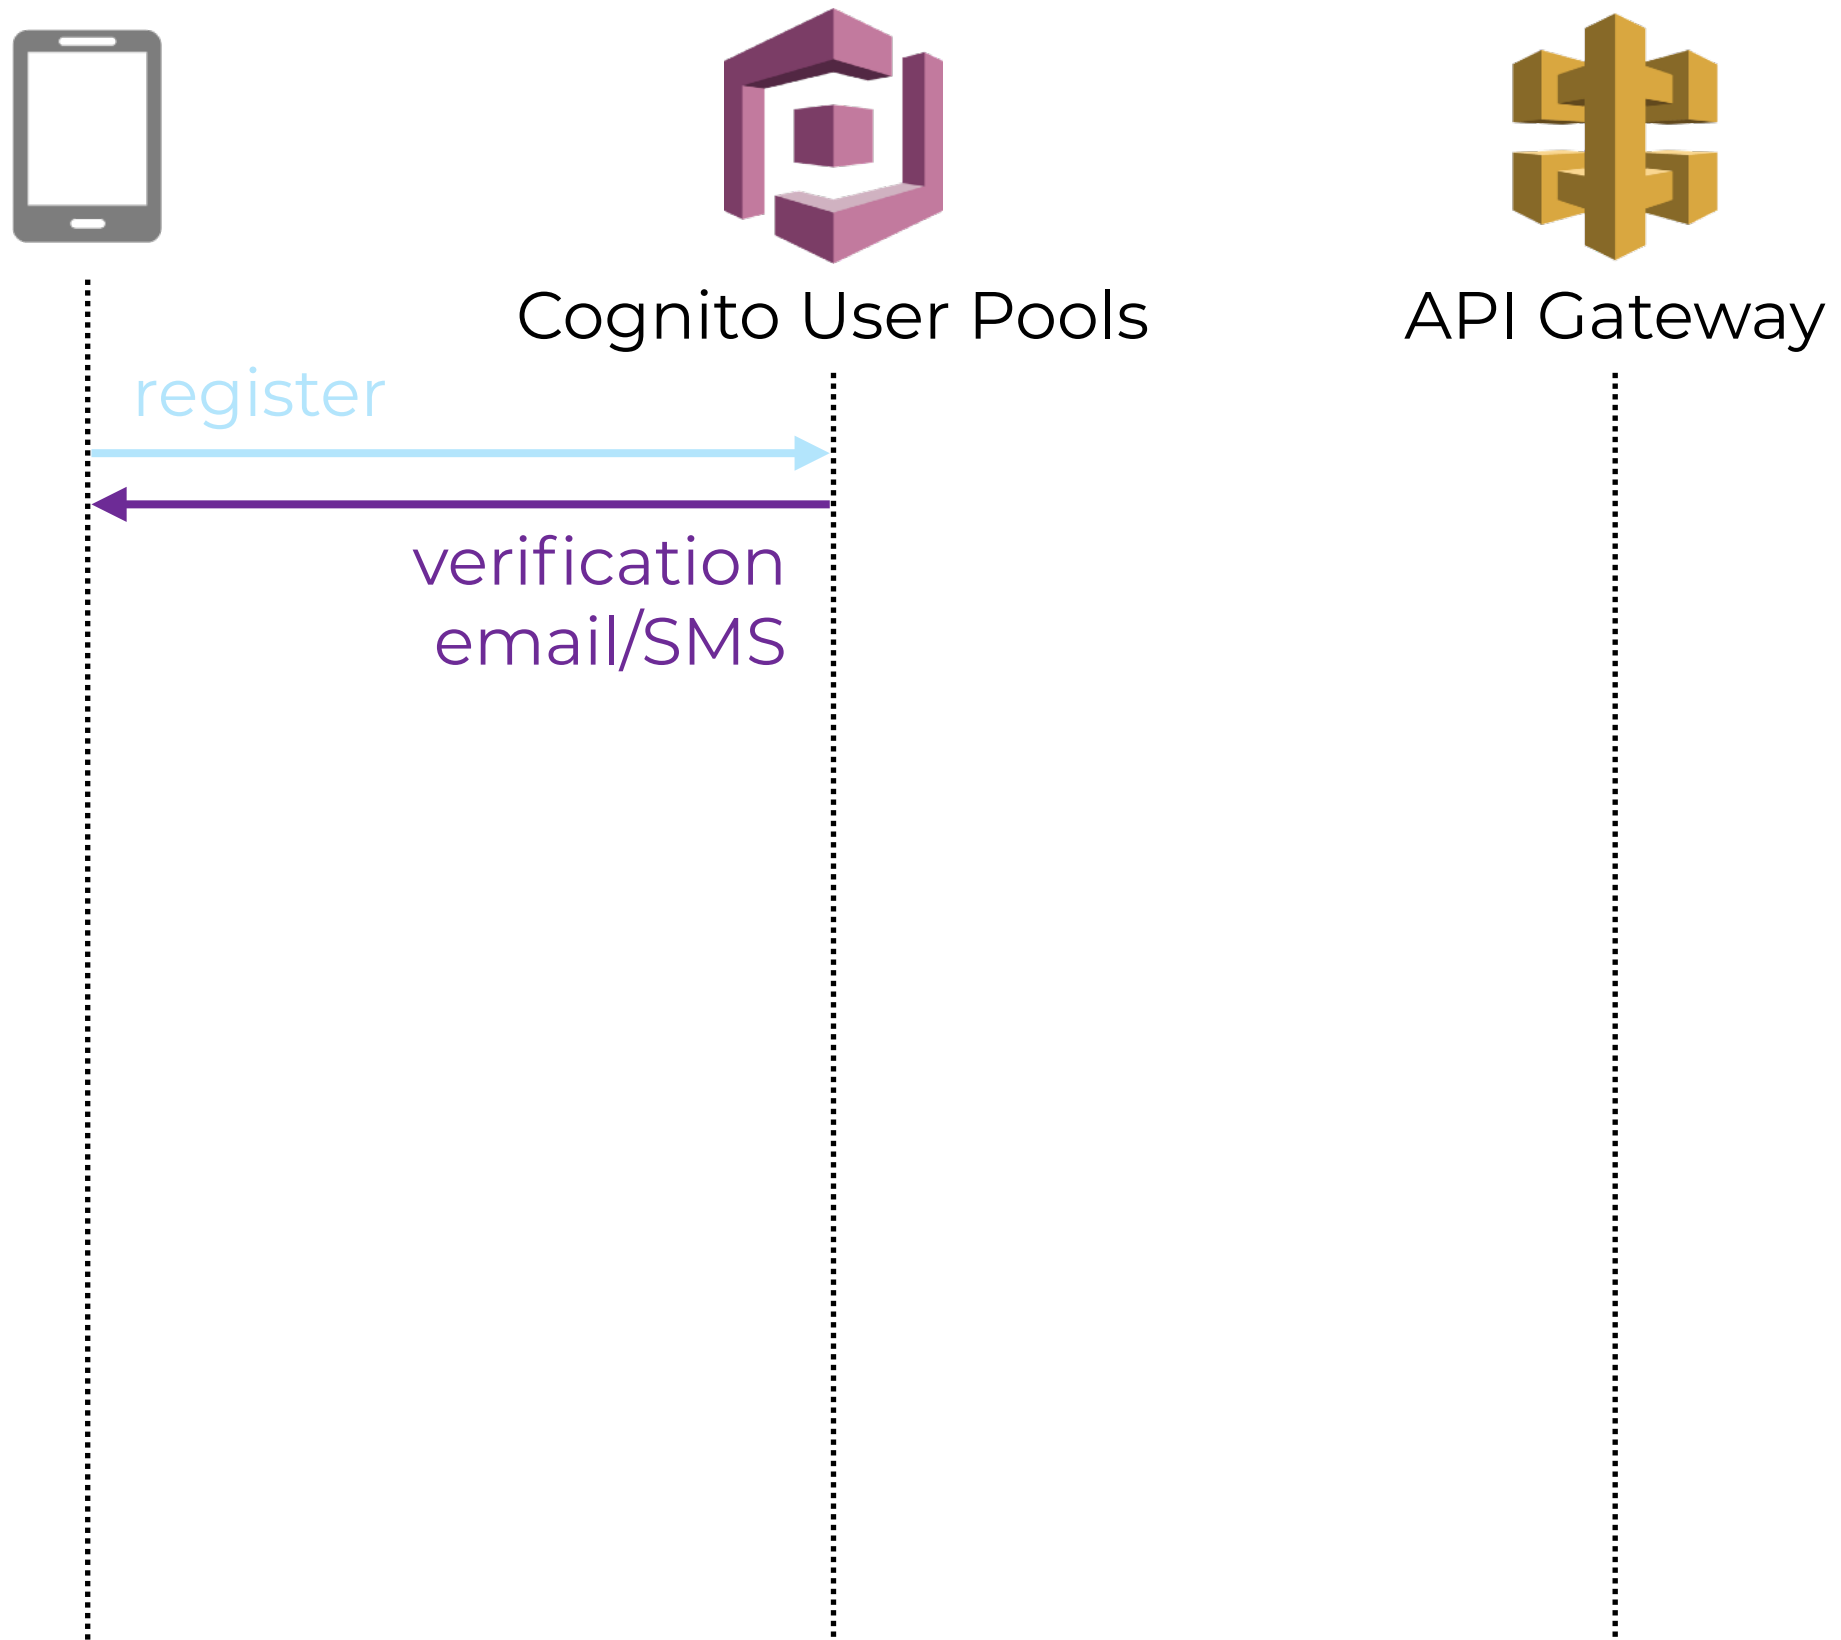 Cognito User Pools
API Gateway
register
verification
email/SMS